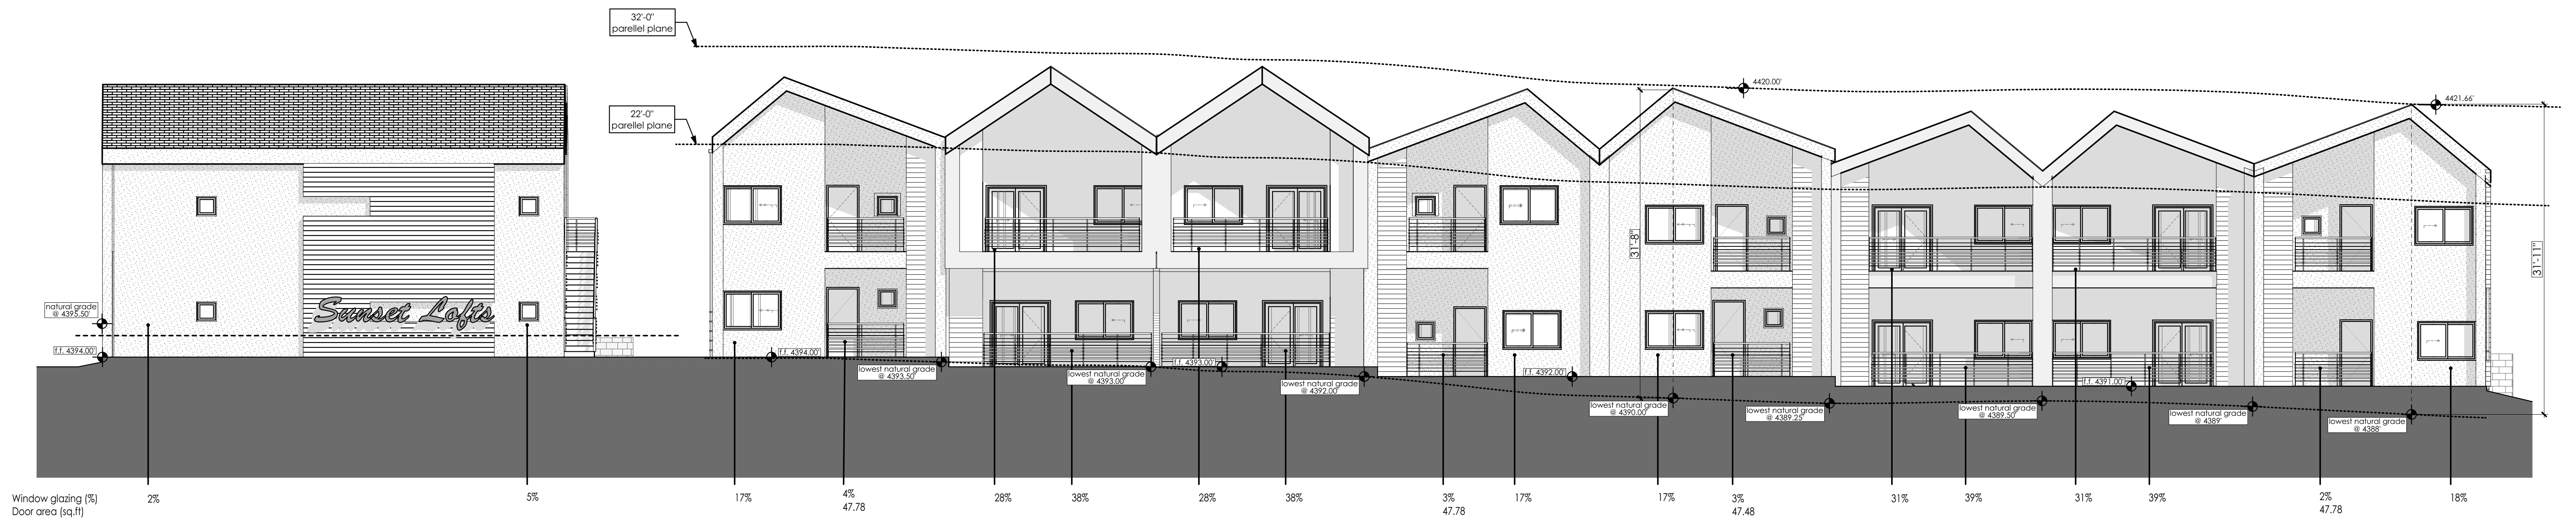 32'-0"
parellel plane
22'-0"
parellel plane
4420.00'
4421.66'
31'-8"
31'-11"
natural grade
@ 4395.50'
Sunset Lofts
f.f. 4394.00'
f.f. 4394.00'
lowest natural grade
@ 4393.50'
lowest natural grade
@ 4393.00'
f.f. 4393.00'
lowest natural grade
@ 4392.00'
f.f. 4392.00'
lowest natural grade
@ 4390.00'
lowest natural grade
@ 4389.25'
lowest natural grade
@ 4389.50'
f.f. 4391.00'
lowest natural grade
@ 4389'
lowest natural grade
@ 4388'
Window glazing (%) 2% 5% 17% 4% 28% 38% 28% 38% 3% 17% 17% 3% 31% 39% 31% 39% 2% 18%
Door area (sq.ft) 47.78 47.78 47.48 47.78